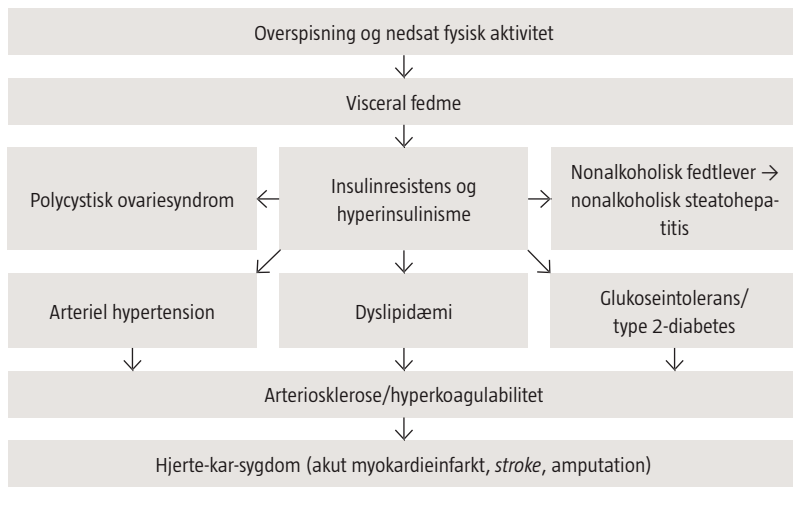 Overspisning og nedsat fysisk aktivitet
Visceral fedme
Polycystisk ovariesyndrom
Insulinresistens og
hyperinsulinisme
Nonalkoholisk fedtlever →
nonalkoholisk steatohepa-
titis
Arteriel hypertension
Dyslipidæmi
Glukoseintolerans/
type 2-diabetes
Arteriosklerose/hyperkoagulabilitet
Hjerte-kar-sygdom (akut myokardieinfarkt, stroke, amputation)